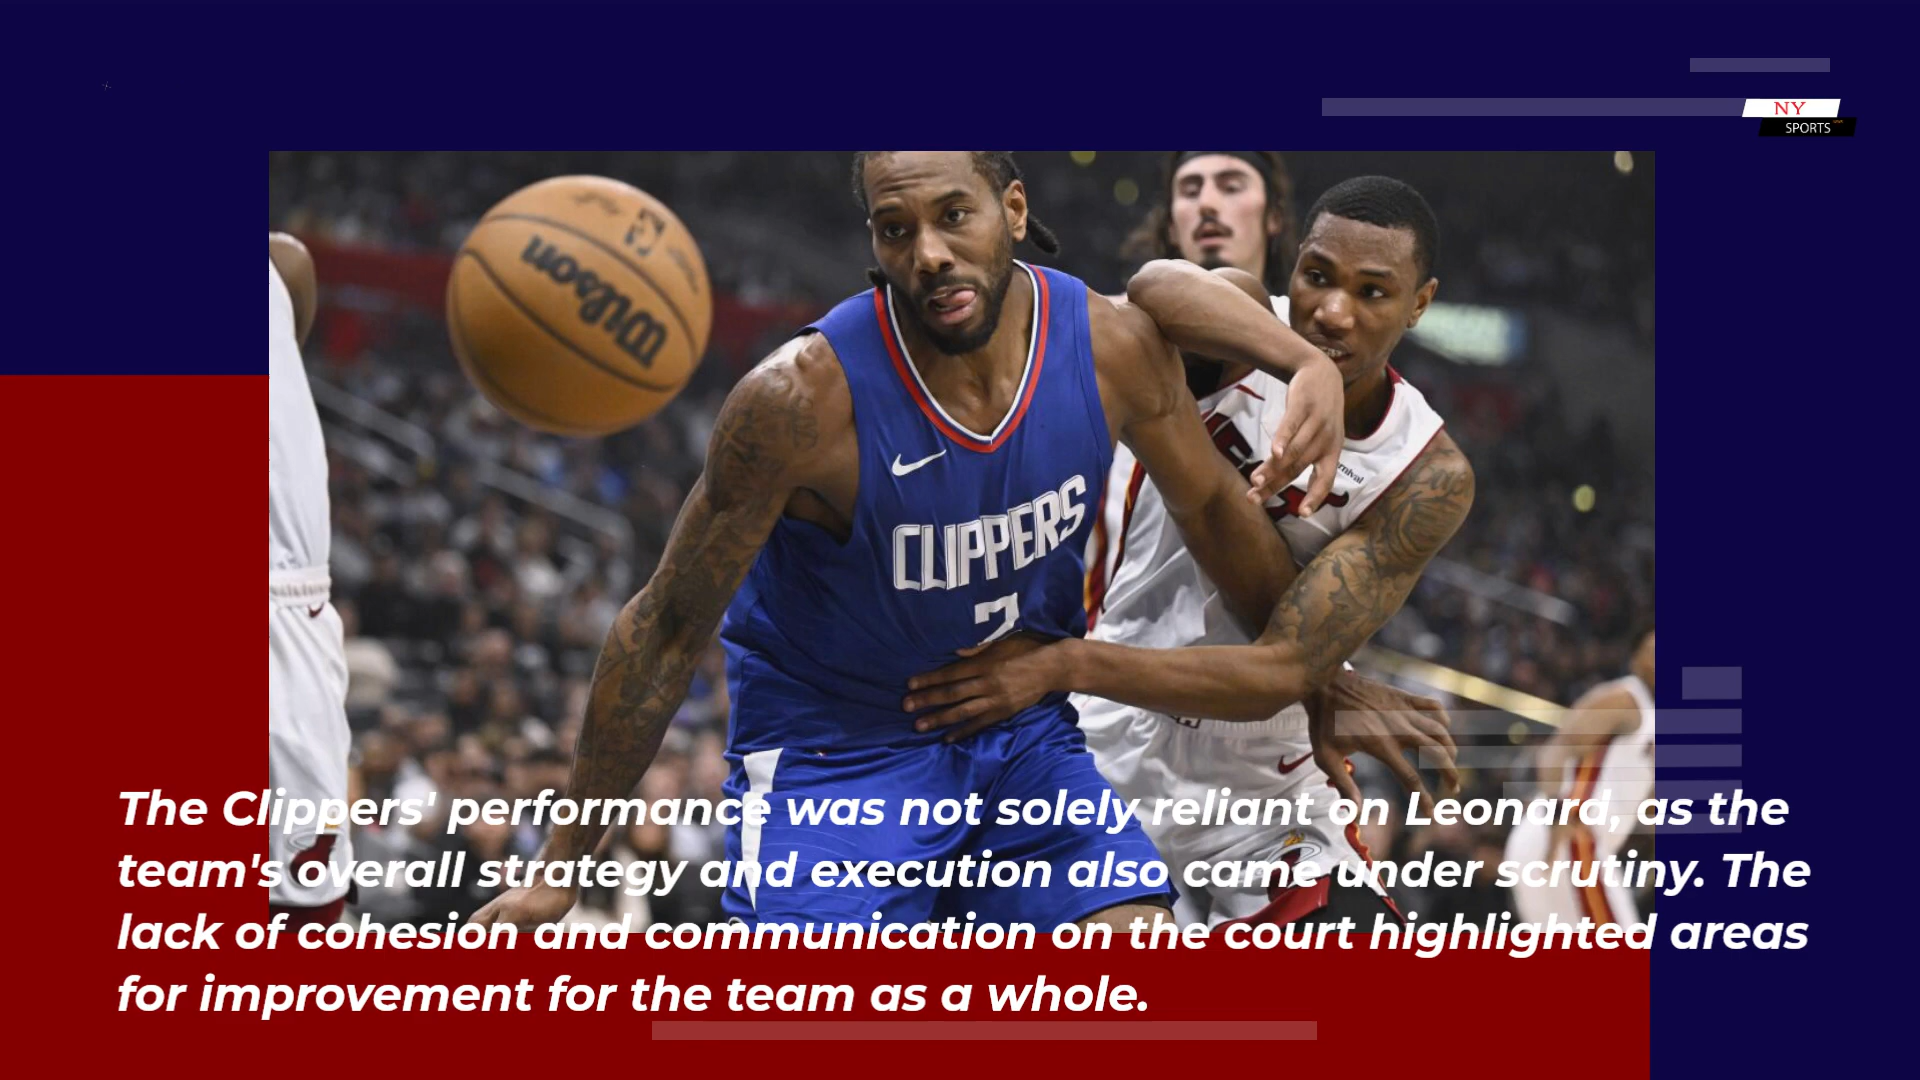 NY
SPORTS
Wilson
CLIPPERS
2
The Clippers' performance was not solely reliant on Leonard, as the
team's overall strategy and execution also came under scrutiny. The
lack of cohesion and communication on the court highlighted areas
for improvement for the team as a whole.